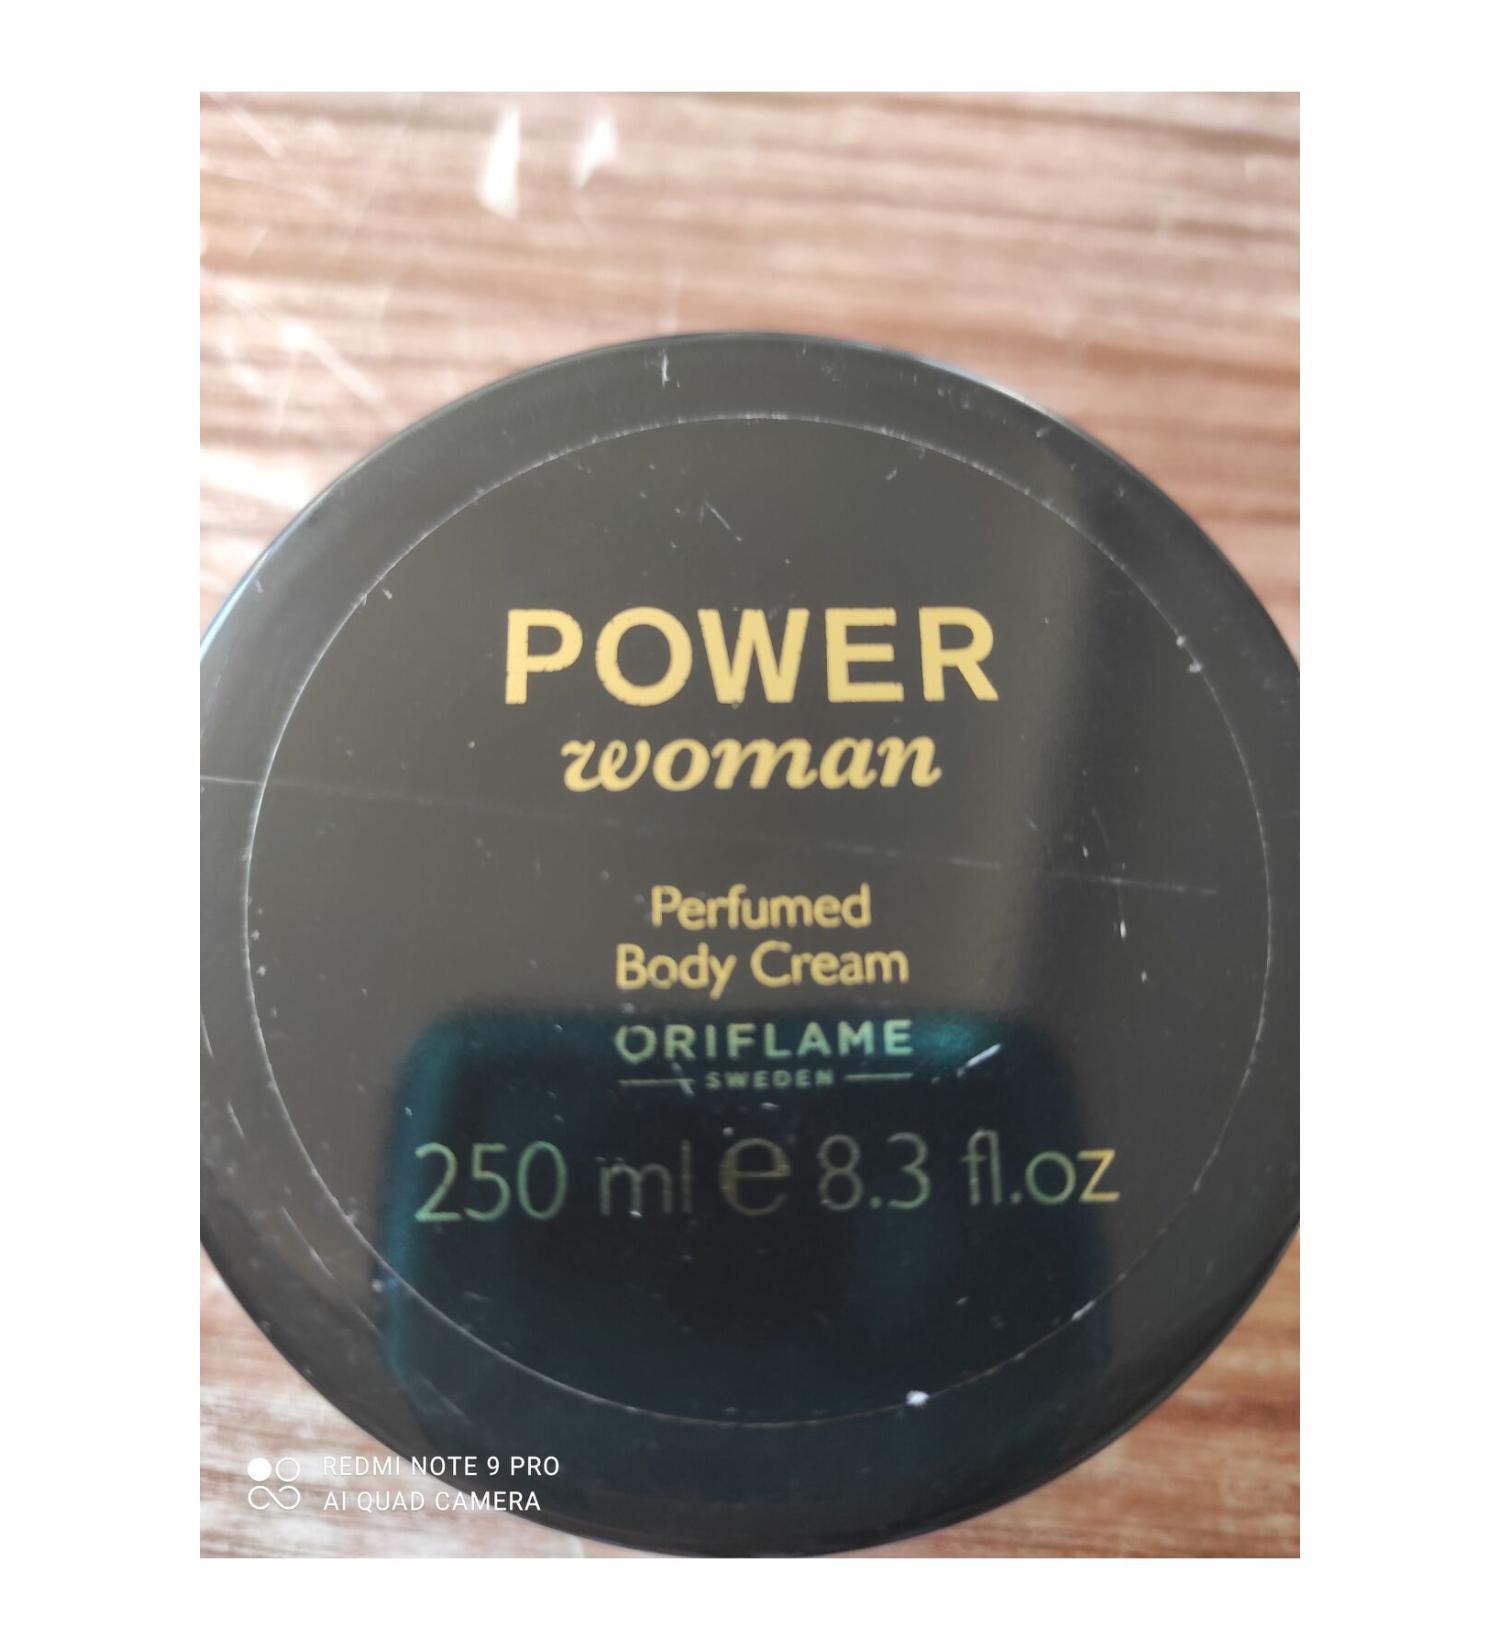 POWER
woman
Perfumed
Body Cream
ORIFLAME
SWEDEN
250 ml e 8.3 fl.oz
REDMI NOTE 9 PRO
AI QUAD CAMERA